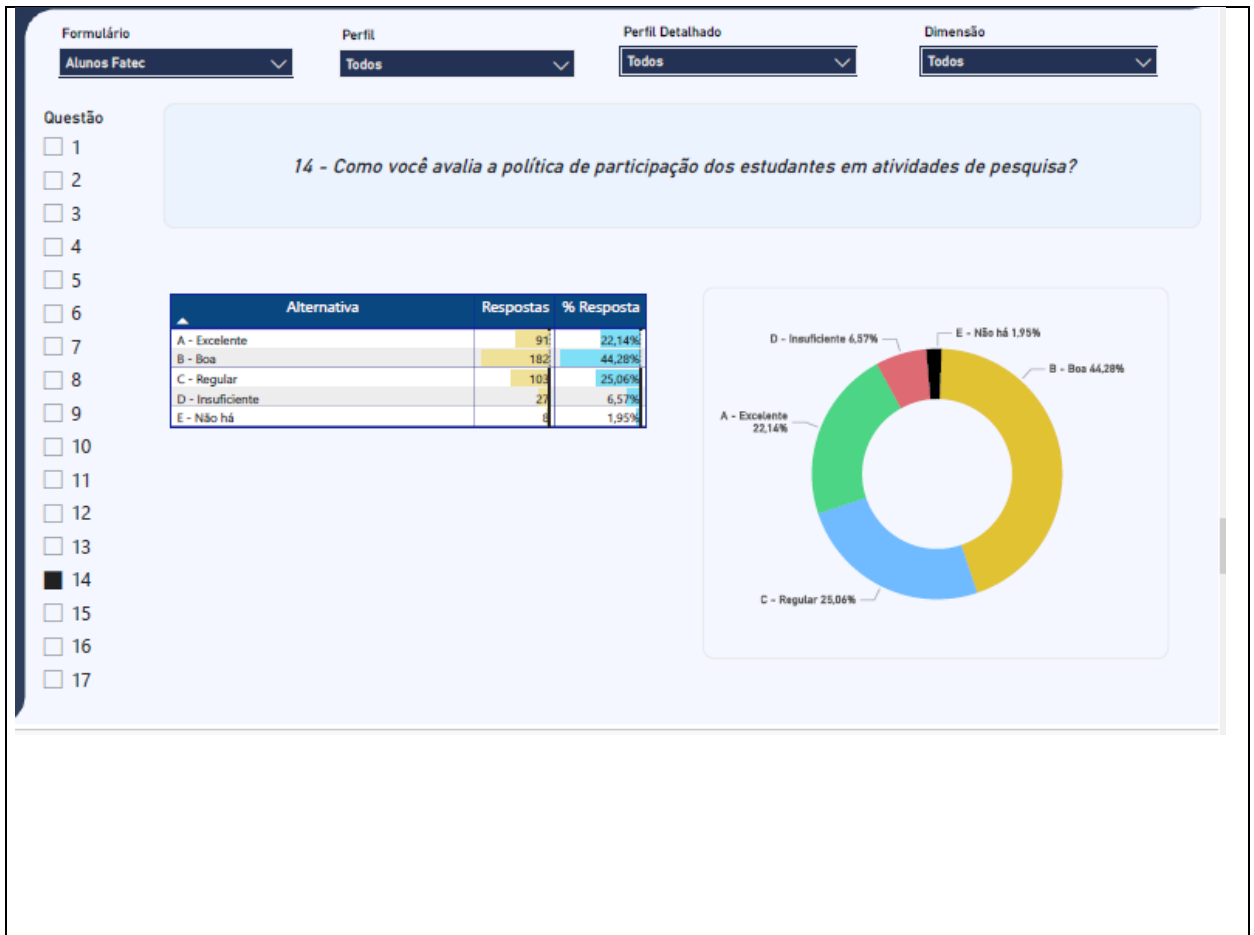 Formulário
Perfil
Perfil Detalhado
Dimensão
Alunos Fatec
Todos
Todos
Todos
Questão
1
2
3
4
5
6
7
8
9
10
11
12
13
14
15
16
17
14 - Como você avalia a política de participação dos estudantes em atividades de pesquisa?
Alternativa Respostas % Resposta
A - Excelente 91 22,14%
B - Boa 182 44,28%
C - Regular 103 25,06%
D - Insuficiente 27 6,57%
E - Não há 8 1,95%
D - Insuficiente 6,57%
E - Não há 1,95%
B - Boa 44,28%
A - Excelente
22,14%
C - Regular 25,06%